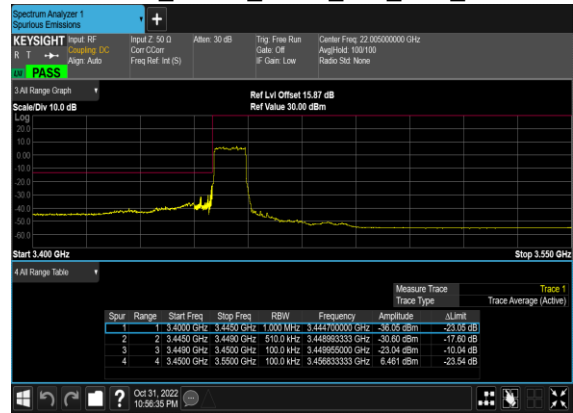 Spectrum Analyzer 1
Spurious Emissions
KEYSIGHT Input: RF Input Z: 50 Ω Atten: 30 dB Trig: Free Run Center Freq: 22.005000000 GHz
R T Coupling: DC Corr CCorr Gate: Off Avg|Hold: 100/100
Align: Auto Freq Ref: Int (S) IF Gain: Low Radio Std: None
PASS
3 All Range Graph
Ref Lvl Offset 15.87 dB
Scale/Div 10.0 dB Ref Value 30.00 dBm
Log
20.0
10.0
0.00
-10.0
-20.0
-30.0
-40.0
-50.0
-60.0
Start 3.400 GHz Stop 3.550 GHz
4 All Range Table
Measure Trace Trace 1
Trace Type Trace Average (Active)
Spur Range Start Freq Stop Freq RBW Frequency Amplitude ΔLimit
1 1 3.4000 GHz 3.4450 GHz 1.000 MHz 3.444700000 GHz -36.05 dBm -23.05 dB
2 2 3.4450 GHz 3.4490 GHz 510.0 kHz 3.448993333 GHz -30.60 dBm -17.60 dB
3 3 3.4490 GHz 3.4500 GHz 100.0 kHz 3.449955000 GHz -23.04 dBm -10.04 dB
4 4 3.4500 GHz 3.5500 GHz 100.0 kHz 3.456833333 GHz 6.461 dBm -23.54 dB
Oct 31, 2022
10:56:35 PM